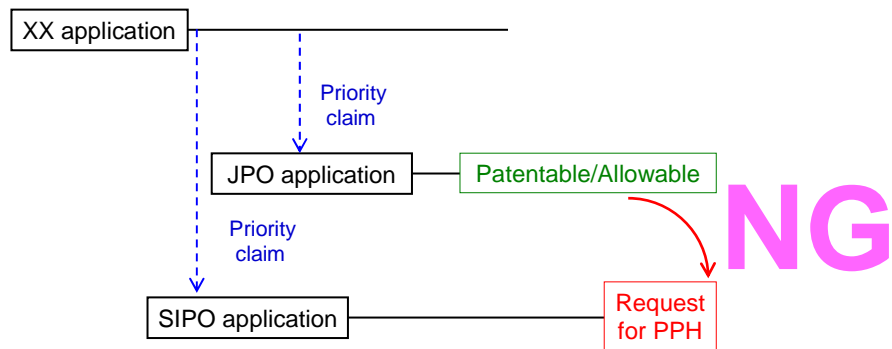 XX application
Priority
claim
JPO application
Patentable/Allowable
NG
Priority
claim
SIPO application
Request
for PPH